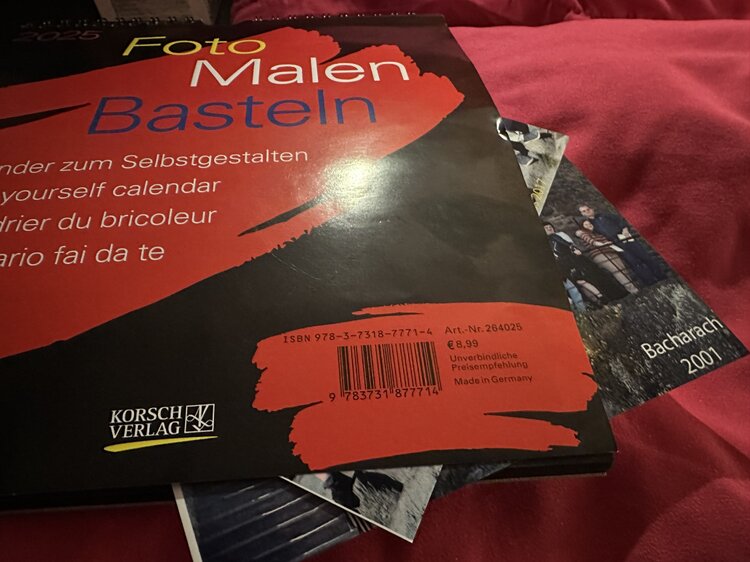 2025
Foto
Malen
Basteln
nder zum Selbstgestalten
yourself calendar
drier du bricoleur
ario fai da te
ISBN 978-3-7318-7771-4
Art.-Nr. 264025
€ 8,99
Unverbindliche
Preisempfehlung
Made in Germany
9 783731 877714
KORSCH
VERLAG
Bacharach
2001